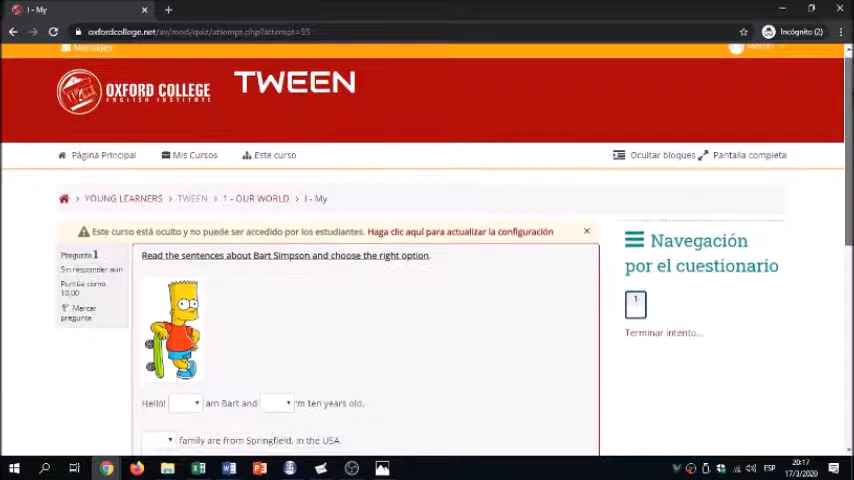 I - My
oxfordcollege.net/av/mod/quiz/attempt.php?attempt=55
Incógnito (2)
Mensajes
OXFORD COLLEGE
ENGLISH INSTITUTE
TWEEN
Página Principal
Mis Cursos
Este curso
Ocultar bloques
Pantalla completa
YOUNG LEARNERS > TWEEN > 1 - OUR WORLD > I - My
Este curso está oculto y no puede ser accedido por los estudiantes. Haga clic aquí para actualizar la configuración
Navegación
por el cuestionario
1
Terminar intento...
Pregunta 1
Sin responder aún
Puntúa como
10,00
Marcar
pregunta
Read the sentences about Bart Simpson and choose the right option.
Hello! am Bart and 'm ten years old.
family are from Springfield, in the USA.
ESP
20:17
17/3/2020